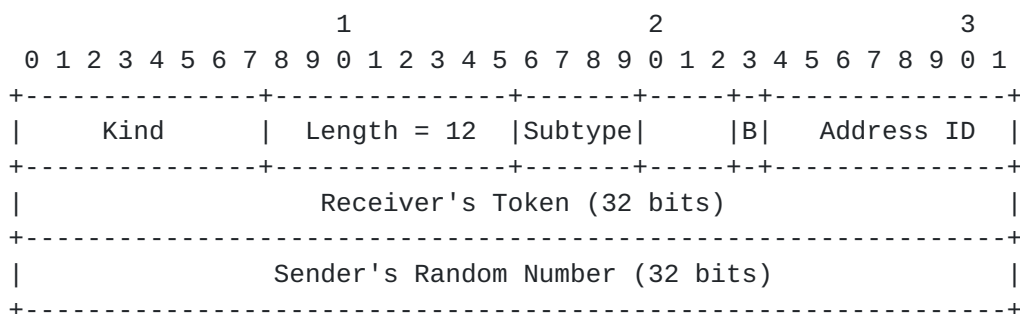 1                   2                   3
 0 1 2 3 4 5 6 7 8 9 0 1 2 3 4 5 6 7 8 9 0 1 2 3 4 5 6 7 8 9 0 1
+---------------+---------------+-------+-----+-+---------------+
|     Kind      |  Length = 12  |Subtype|     |B|   Address ID  |
+---------------+---------------+-------+-----+-+---------------+
|                   Receiver's Token (32 bits)                  |
+---------------------------------------------------------------+
|                Sender's Random Number (32 bits)               |
+---------------------------------------------------------------+